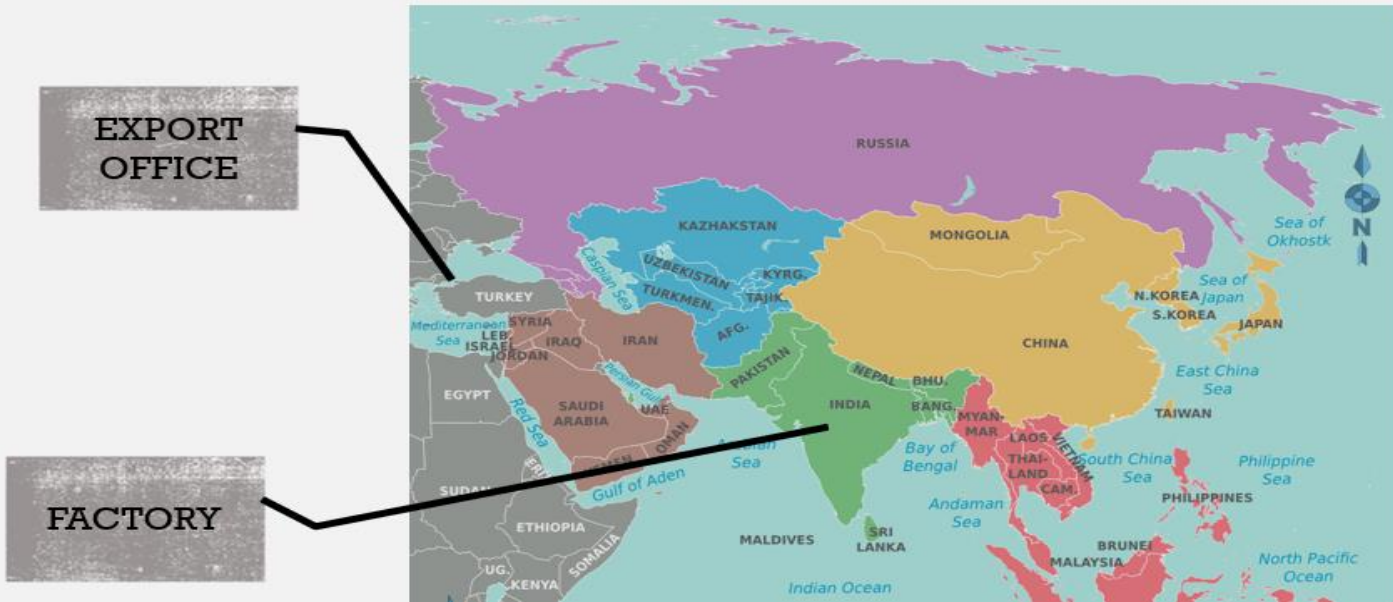 EXPORT
OFFICE
FACTORY
RUSSIA
Sea of
Okhostk
N
KAZHAKSTAN
MONGOLIA
Caspian Sea
UZBEKISTAN
KYRG.
TURKMEN.
TAJIK.
Sea of
Japan
N.KOREA
S.KOREA
JAPAN
TURKEY
Mediterranean
Sea
SYRIA
LEB.
ISRAEL
JORDAN
IRAQ
IRAN
AFG.
CHINA
PAKISTAN
NEPAL
BHU.
East China
Sea
EGYPT
Red Sea
SAUDI
ARABIA
Persian Gulf
UAE
OMAN
INDIA
BANG.
MYAN-
MAR
TAIWAN
LAOS
VIETNAM
THAI-
LAND
CAM.
Sea
Bay of
Bengal
South China
Sea
Philippine
Sea
Gulf of Aden
SUDAN
Andaman
Sea
PHILIPPINES
ETHIOPIA
SOMALIA
MALDIVES
SRI
LANKA
BRUNEI
MALAYSIA
UG.
KENYA
Indian Ocean
North Pacific
Ocean